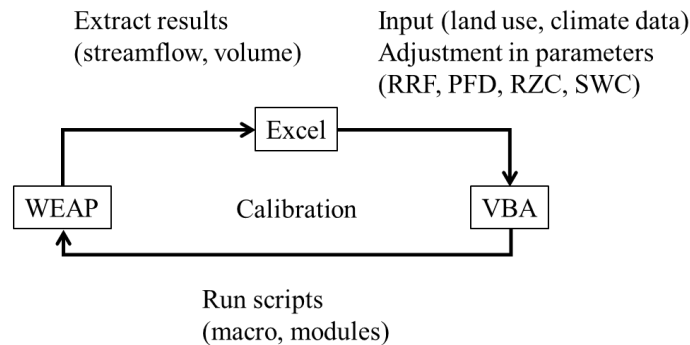 Extract results
(streamflow, volume)
Input (land use, climate data)
Adjustment in parameters
(RRF, PFD, RZC, SWC)
Excel
WEAP
Calibration
VBA
Run scripts
(macro, modules)